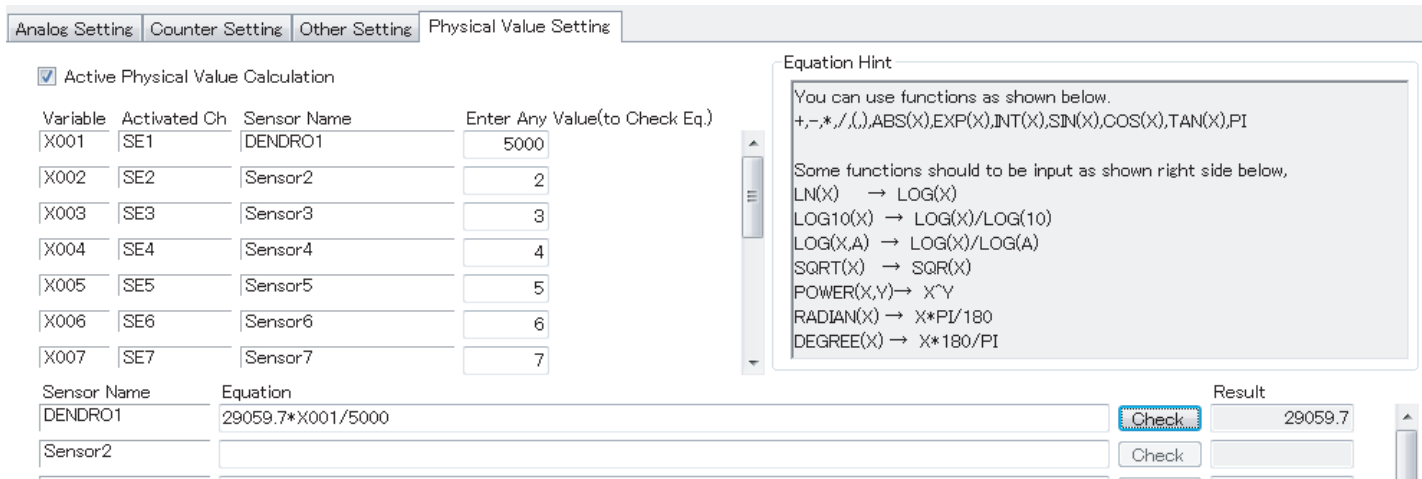 Analog Setting Counter Setting Other Setting Physical Value Setting
Active Physical Value Calculation
Variable Activated Ch Sensor Name Enter Any Value(to Check Eq.)
X001 SE1 DENDRO1 5000
X002 SE2 Sensor2 2
X003 SE3 Sensor3 3
X004 SE4 Sensor4 4
X005 SE5 Sensor5 5
X006 SE6 Sensor6 6
X007 SE7 Sensor7 7
Equation Hint
You can use functions as shown below.
+,-,*,/,(,),ABS(X),EXP(X),INT(X),SIN(X),COS(X),TAN(X),PI
Some functions should to be input as shown right side below,
LN(X) → LOG(X)
LOG10(X) → LOG(X)/LOG(10)
LOG(X,A) → LOG(X)/LOG(A)
SQRT(X) → SQR(X)
POWER(X,Y)→ X^Y
RADIAN(X) → X*PI/180
DEGREE(X) → X*180/PI
Sensor Name Equation Result
DENDRO1 29059.7*X001/5000 Check 29059.7
Sensor2 Check